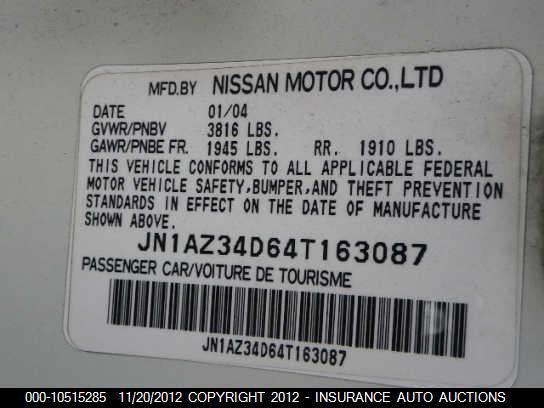 MFD.BY NISSAN MOTOR CO.,LTD
DATE 01/04
GVWR/PNBV 3816 LBS.
GAWR/PNBE FR. 1945 LBS. RR. 1910 LBS.
THIS VEHICLE CONFORMS TO ALL APPLICABLE FEDERAL
MOTOR VEHICLE SAFETY,BUMPER,AND THEFT PREVENTION
STANDARDS IN EFFECT ON THE DATE OF MANUFACTURE
SHOWN ABOVE.
JN1AZ34D64T163087
PASSENGER CAR/VOITURE DE TOURISME
JN1AZ34D64T163087
000-10515285 11/20/2012 COPYRIGHT 2012 - INSURANCE AUTO AUCTIONS